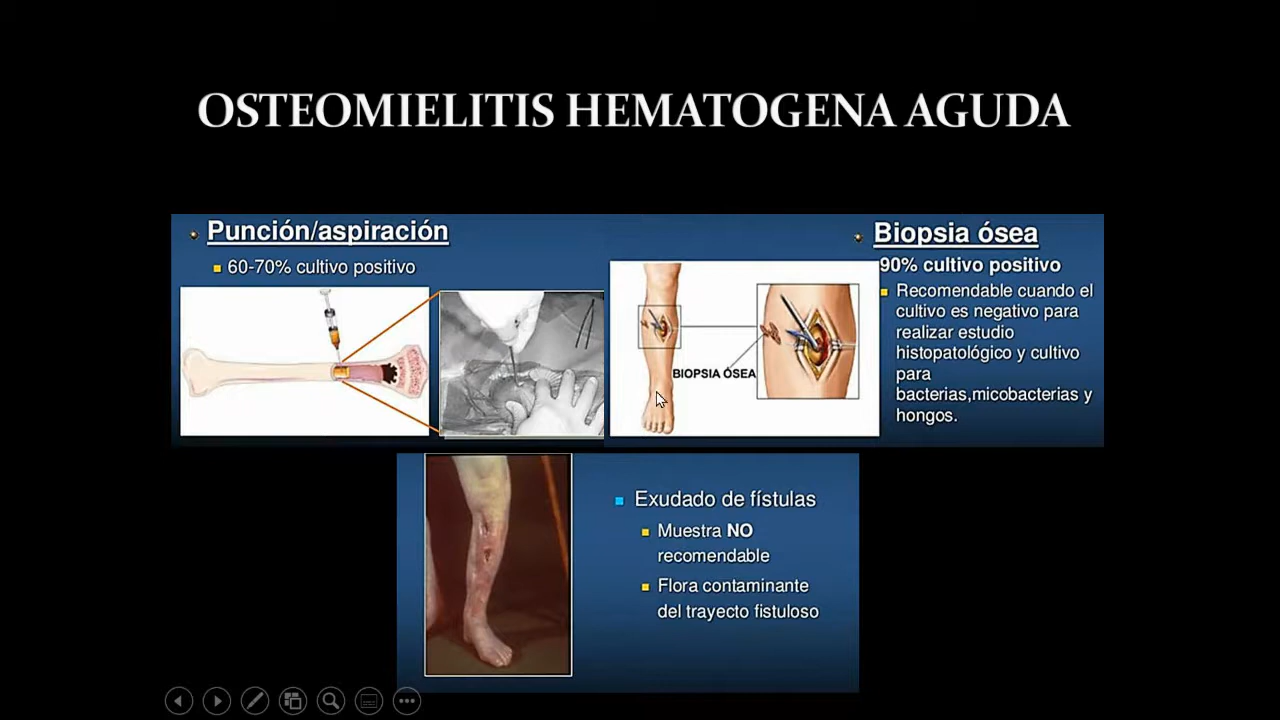 OSTEOMIELITIS HEMATOGENA AGUDA
Punción/aspiración
60-70% cultivo positivo
BIOPSIA ÓSEA
Biopsia ósea
90% cultivo positivo
Recomendable cuando el
cultivo es negativo para
realizar estudio
histopatológico y cultivo
para
bacterias,micobacterias y
hongos.
Exudado de fístulas
Muestra NO
recomendable
Flora contaminante
del trayecto fistuloso